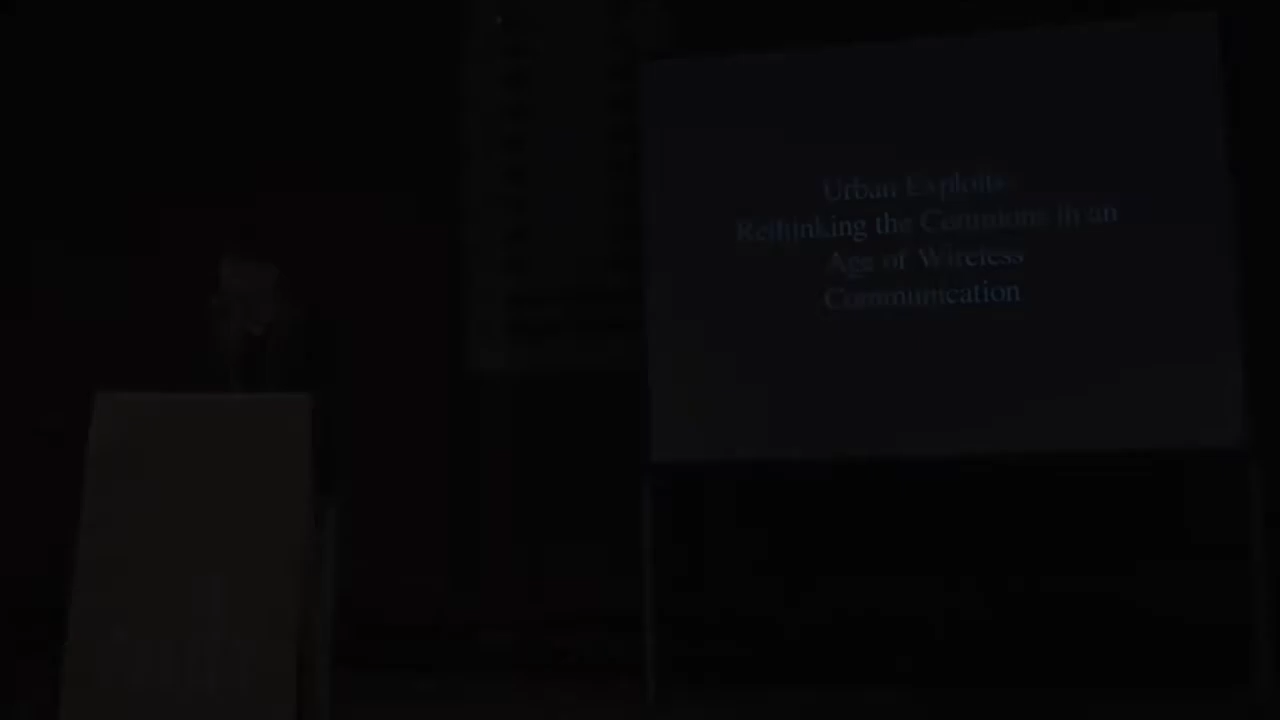 Urban Exploits:
Rethinking the Commons in an
Age of Wireless
Communication